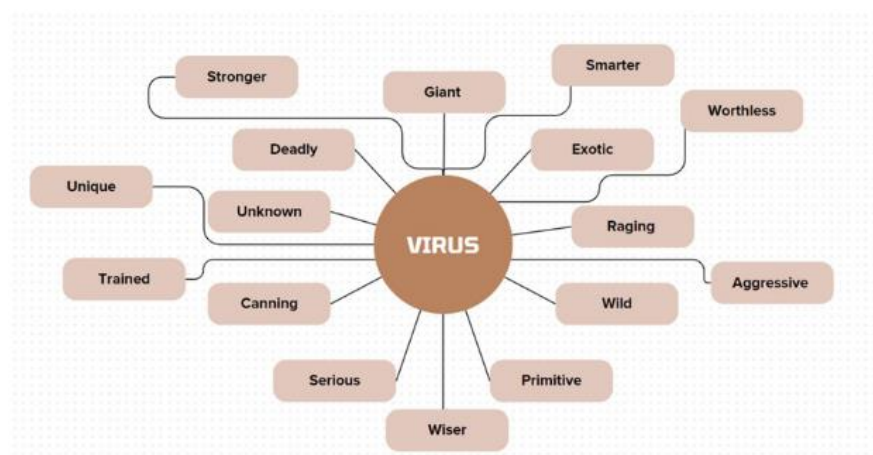 Smarter
Stronger
Giant
Worthless
Deadly
Exotic
Unique
Unknown
Raging
VIRUS
Trained
Aggressive
Canning
Wild
Serious
Primitive
Wiser